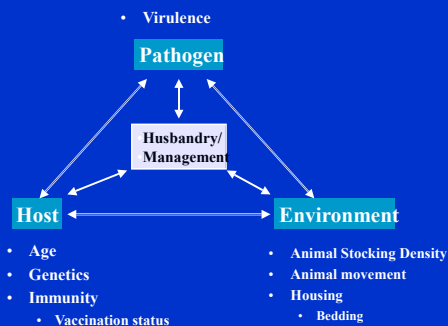 • Virulence
Pathogen
• Husbandry/
• Management
Host
Environment
• Age
• Genetics
• Immunity
• Vaccination status
• Animal Stocking Density
• Animal movement
• Housing
• Bedding